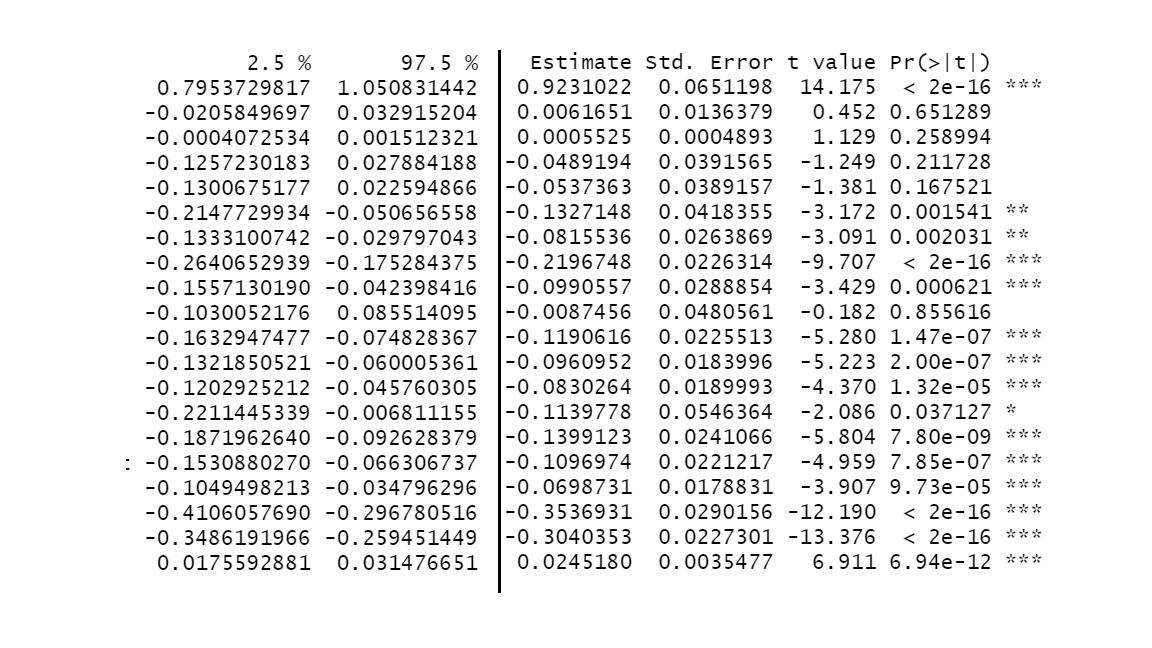 2.5 % 97.5 % Estimate Std. Error t value Pr(>|t|)
0.7953729817 1.050831442 0.9231022 0.0651198 14.175 < 2e-16 ***
-0.0205849697 0.032915204 0.0061651 0.0136379 0.452 0.651289
-0.0004072534 0.001512321 0.0005525 0.0004893 1.129 0.258994
-0.1257230183 0.027884188 -0.0489194 0.0391565 -1.249 0.211728
-0.1300675177 0.022594866 -0.0537363 0.0389157 -1.381 0.167521
-0.2147729934 -0.050656558 -0.1327148 0.0418355 -3.172 0.001541 **
-0.1333100742 -0.029797043 -0.0815536 0.0263869 -3.091 0.002031 **
-0.2640652939 -0.175284375 -0.2196748 0.0226314 -9.707 < 2e-16 ***
-0.1557130190 -0.042398416 -0.0990557 0.0288854 -3.429 0.000621 ***
-0.1030052176 0.085514095 -0.0087456 0.0480561 -0.182 0.855616
-0.1632947477 -0.074828367 -0.1190616 0.0225513 -5.280 1.47e-07 ***
-0.1321850521 -0.060005361 -0.0960952 0.0183996 -5.223 2.00e-07 ***
-0.1202925212 -0.045760305 -0.0830264 0.0189993 -4.370 1.32e-05 ***
-0.2211445339 -0.006811155 -0.1139778 0.0546364 -2.086 0.037127 *
-0.1871962640 -0.092628379 -0.1399123 0.0241066 -5.804 7.80e-09 ***
: -0.1530880270 -0.066306737 -0.1096974 0.0221217 -4.959 7.85e-07 ***
-0.1049498213 -0.034796296 -0.0698731 0.0178831 -3.907 9.73e-05 ***
-0.4106057690 -0.296780516 -0.3536931 0.0290156 -12.190 < 2e-16 ***
-0.3486191966 -0.259451449 -0.3040353 0.0227301 -13.376 < 2e-16 ***
0.0175592881 0.031476651 0.0245180 0.0035477 6.911 6.94e-12 ***